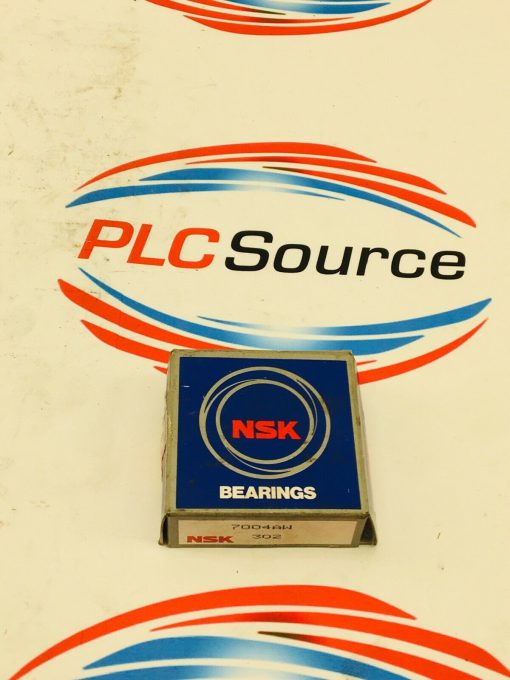 PLC Source
NSK
BEARINGS
7004AW
NSK 302